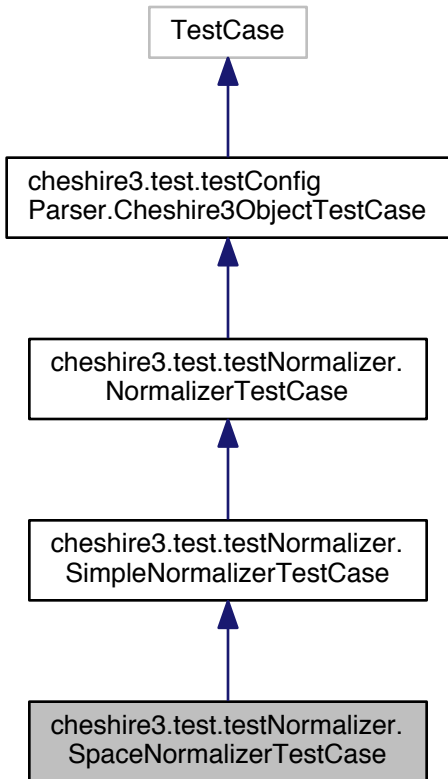 TestCase
cheshire3.test.testConfig
Parser.Cheshire3ObjectTestCase
cheshire3.test.testNormalizer.
NormalizerTestCase
cheshire3.test.testNormalizer.
SimpleNormalizerTestCase
cheshire3.test.testNormalizer.
SpaceNormalizerTestCase